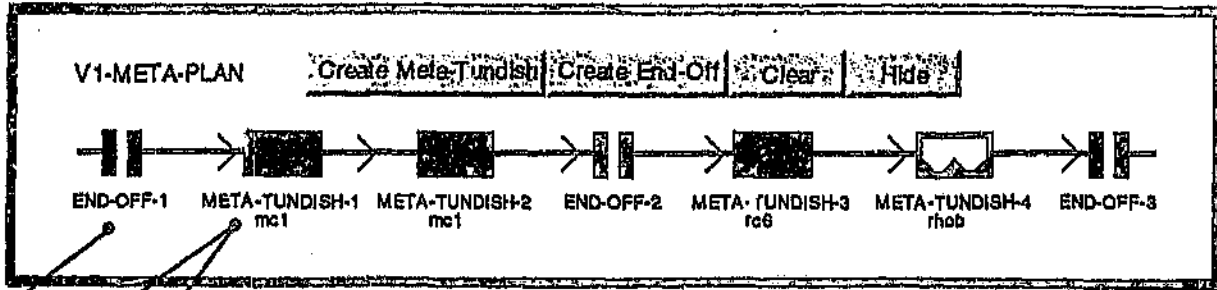 V1-META-PLAN Create Meta-Tundish Create End-Off Clear Hide
END-OFF-1 META-TUNDISH-1 META-TUNDISH-2 END-OFF-2 META-TUNDISH-3 META-TUNDISH-4 END-OFF-3
mc1 mc1 rc6 rhob